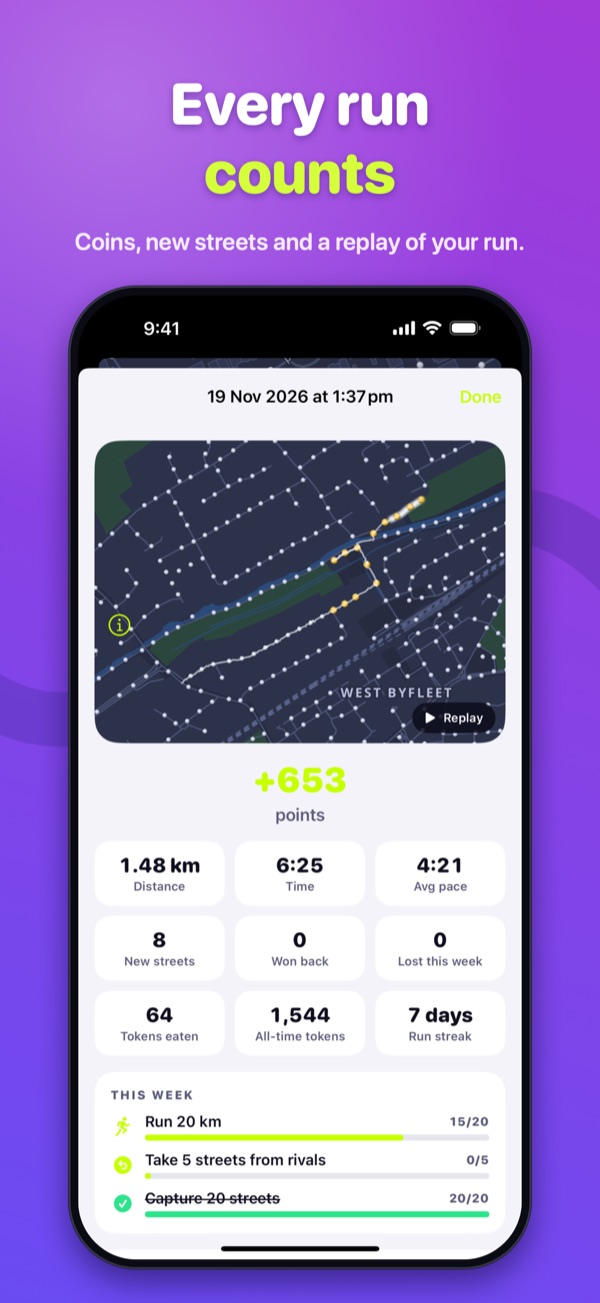 Every run
counts
Coins, new streets and a replay of your run.
9:41
19 Nov 2026 at 1:37pm
Done
WEST BYFLEET
Replay
+653
points
1.48 km
Distance
6:25
Time
4:21
Avg pace
8
New streets
0
Won back
0
Lost this week
64
Tokens eaten
1,544
All-time tokens
7 days
Run streak
THIS WEEK
Run 20 km
15/20
Take 5 streets from rivals
0/5
Capture 20 streets
20/20